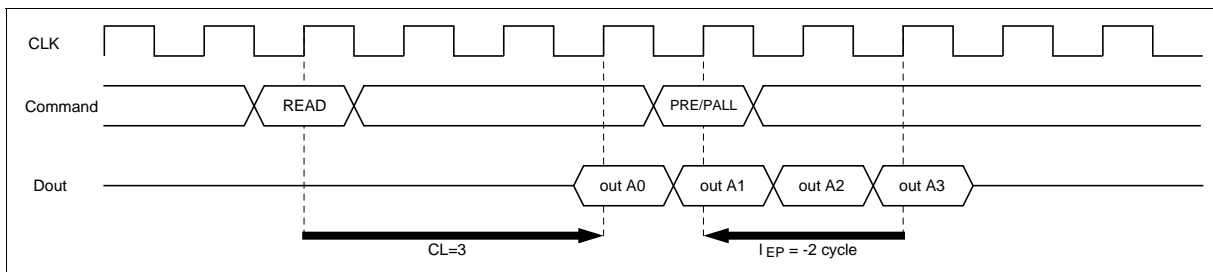 CLK
Command
READ
PRE/PALL
Dout
out A0
out A1
out A2
out A3
CL=3
l EP = -2 cycle